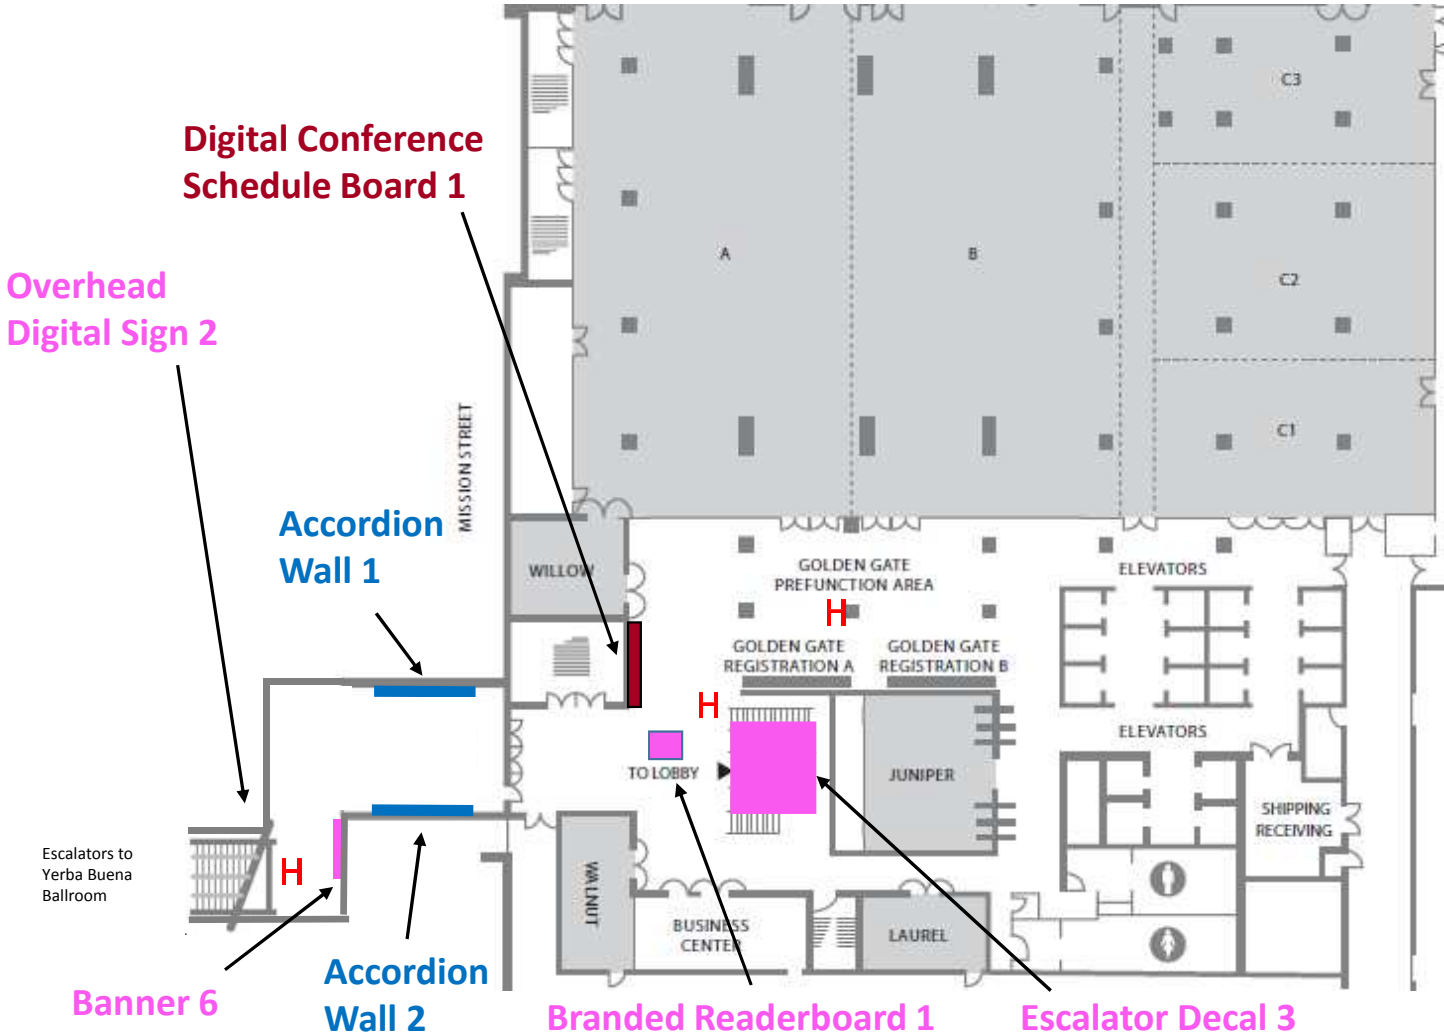 C3
Digital Conference
Schedule Board 1
A
B
C2
Overhead
Digital Sign 2
MISSION STREET
C1
Accordion
Wall 1
WILLOW
GOLDEN GATE
PREFUNCTION AREA
ELEVATORS
H
GOLDEN GATE
REGISTRATION A
GOLDEN GATE
REGISTRATION B
H
ELEVATORS
TO LOBBY
JUNIPER
SHIPPING
RECEIVING
Escalators to
Yerba Buena
Ballroom
H
WALNUT
BUSINESS
CENTER
LAUREL
Banner 6
Accordion
Wall 2
Branded Readerboard 1
Escalator Decal 3